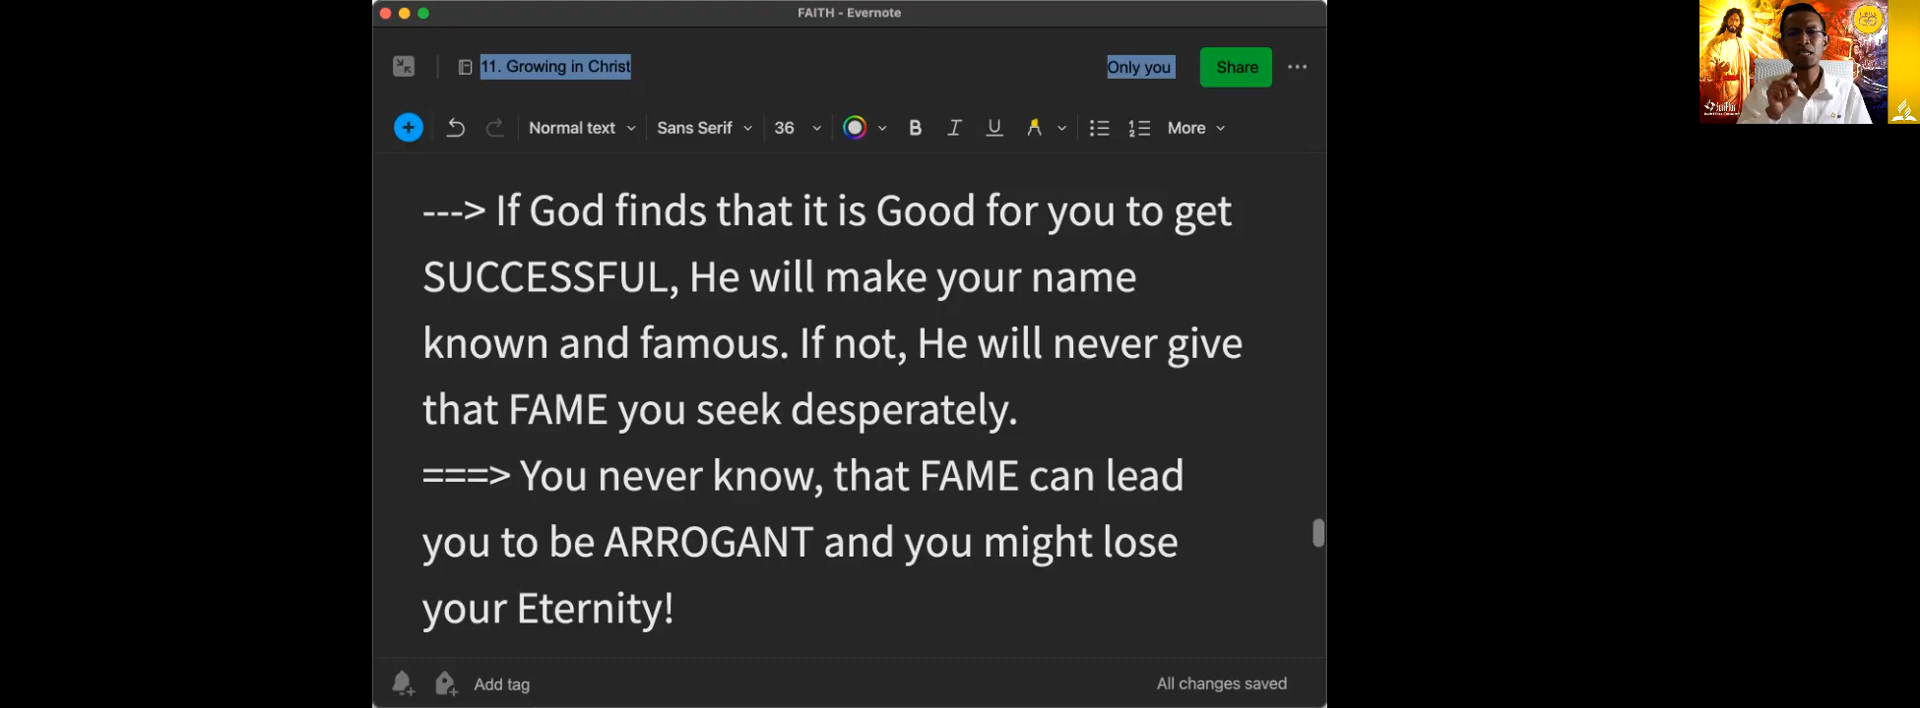 FAITH - Evernote
11. Growing in Christ
Only you
Share
Normal text
Sans Serif
36
B
I
U
More
---> If God finds that it is Good for you to get
SUCCESSFUL, He will make your name
known and famous. If not, He will never give
that FAME you seek desperately.
===> You never know, that FAME can lead
you to be ARROGANT and you might lose
your Eternity!
Add tag
All changes saved